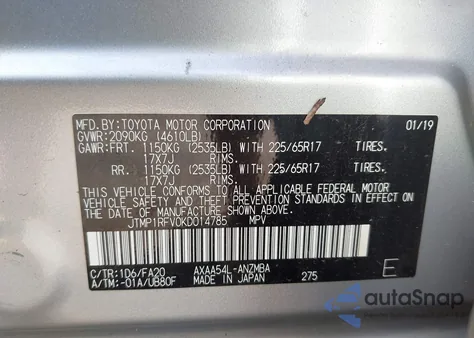 MFD.BY:TOYOTA MOTOR CORPORATION 01/19
GVWR:2090KG (4610LB)
GAWR:FRT. 1150KG (2535LB) WITH 225/65R17 TIRES.
17X7J RIMS.
RR. 1150KG (2535LB) WITH 225/65R17 TIRES.
17X7J RIMS.
THIS VEHICLE CONFORMS TO ALL APPLICABLE FEDERAL MOTOR
VEHICLE SAFETY AND THEFT PREVENTION STANDARDS IN EFFECT
ON THE DATE OF MANUFACTURE SHOWN ABOVE.
JTMP1RFV0KD014785 MPV
C/TR:1D6/FA20 AXAA54L-ANZMBA E
A/TM:-01A/UB80F MADE IN JAPAN 275
autoSnap